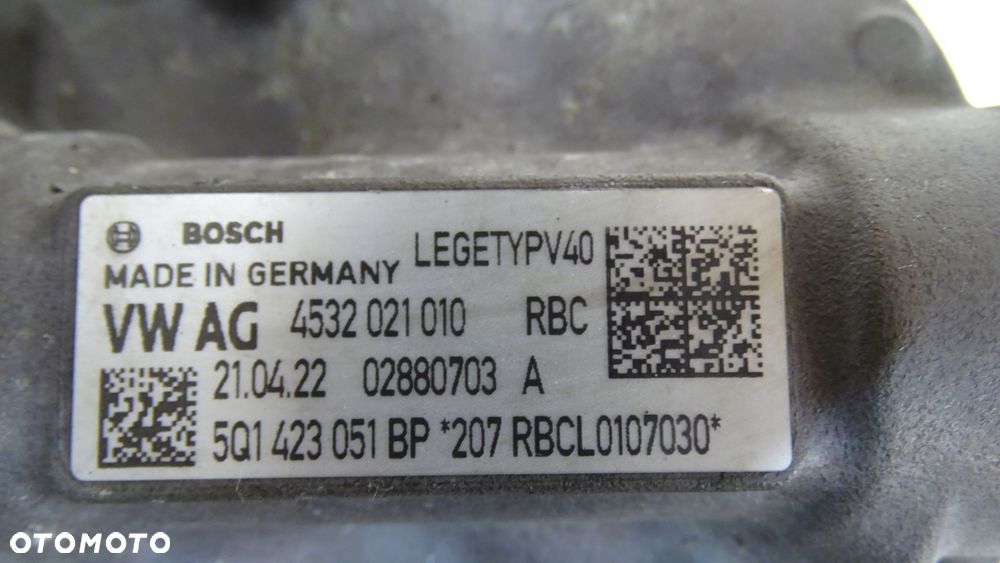 BOSCH LEGETYPV40
MADE IN GERMANY
VW AG 4532 021 010 RBC
21.04.22 02880703 A
5Q1 423 051 BP *207 RBCL0107030*
OTOMOTO